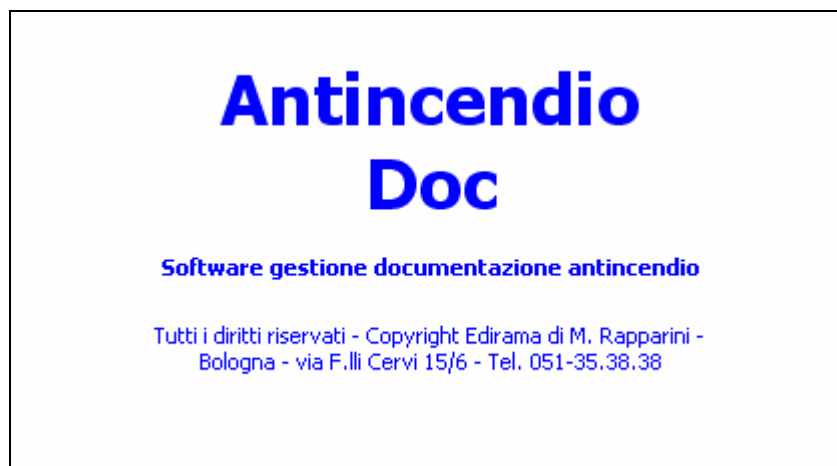 Antincendio
Doc
Software gestione documentazione antincendio
Tutti i diritti riservati - Copyright Edirama di M. Rapparini -
Bologna - via F.lli Cervi 15/6 - Tel. 051-35.38.38